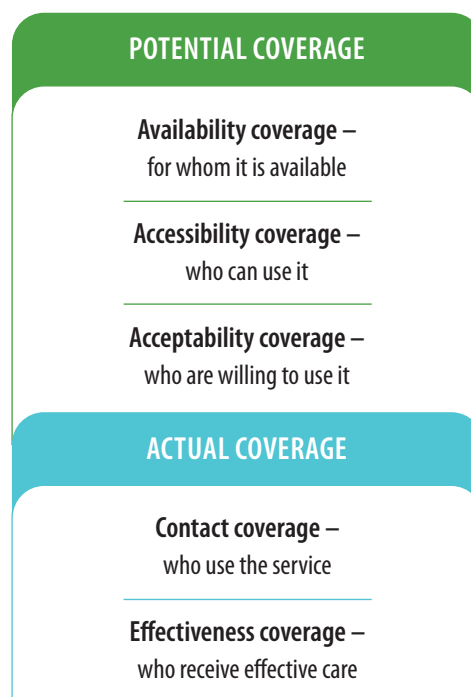 POTENTIAL COVERAGE
Availability coverage –
for whom it is available
Accessibility coverage –
who can use it
Acceptability coverage –
who are willing to use it
ACTUAL COVERAGE
Contact coverage –
who use the service
Effectiveness coverage –
who receive effective care